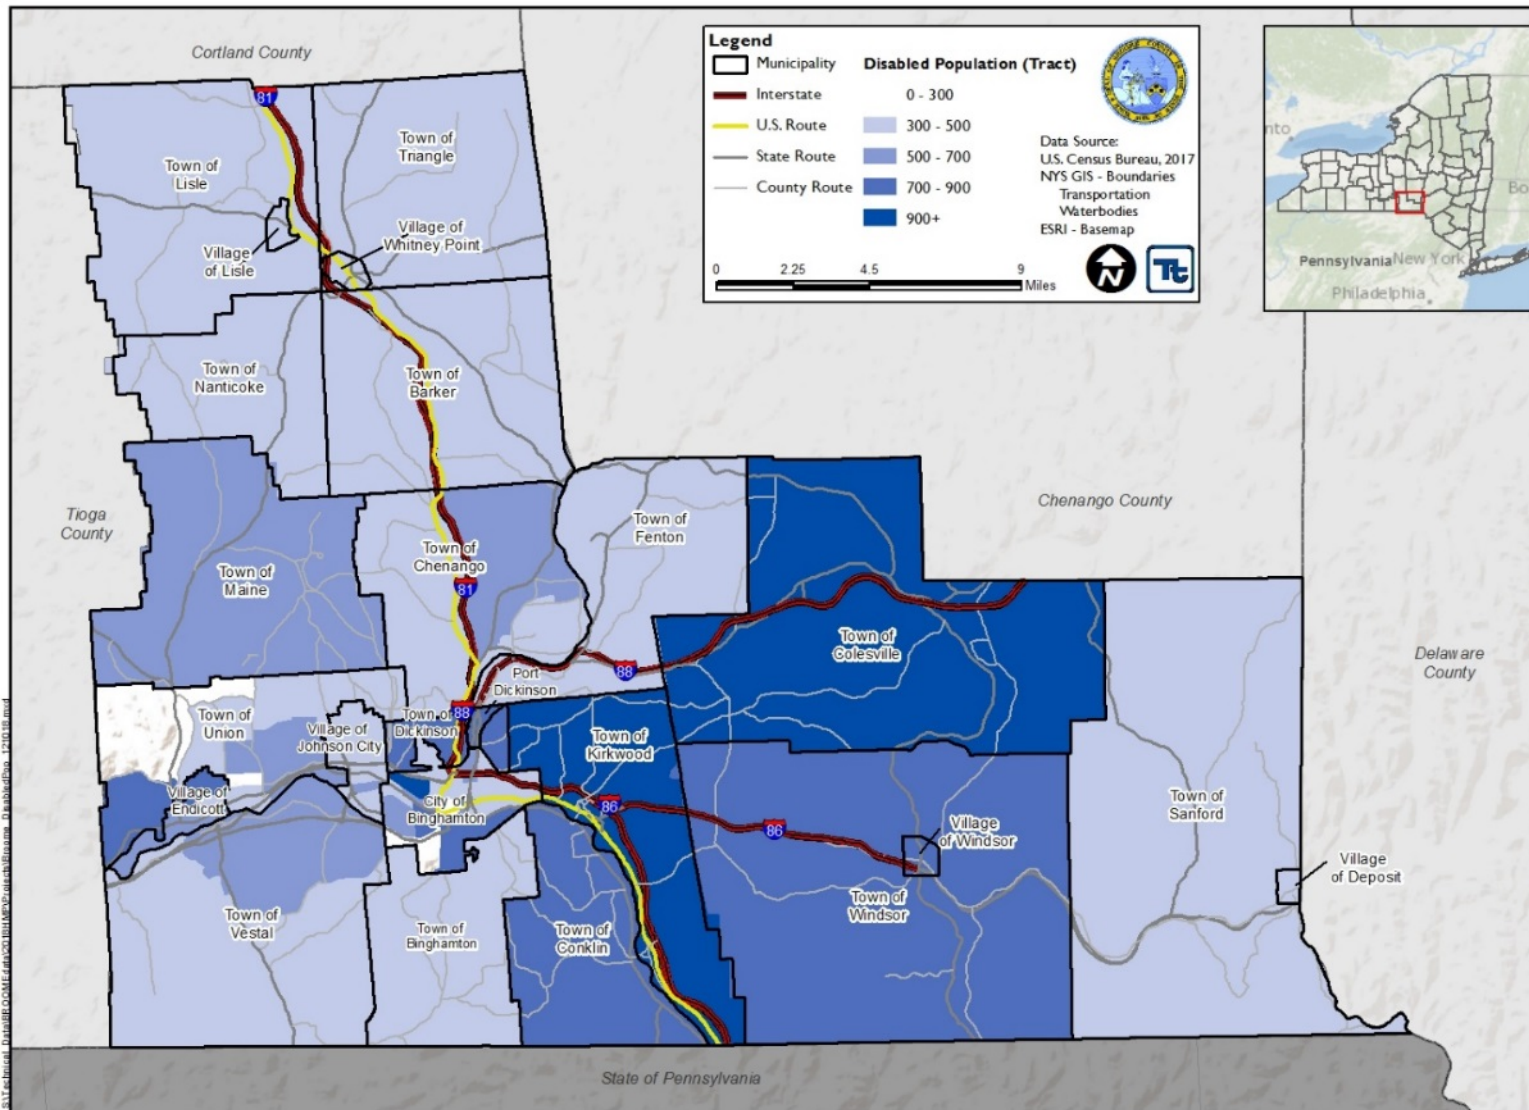 Cortland County
Legend
Municipality
Interstate
U.S. Route
State Route
County Route
Disabled Population (Tract)
0 - 300
300 - 500
500 - 700
700 - 900
900+
Data Source:
U.S. Census Bureau, 2017
NYS GIS - Boundaries
Transportation
Waterbodies
ESRI - Basemap
0 2.25 4.5 9
Miles
N
Tt
nto
Bo
Pennsylvania
New York
Philadelphia
81
Town of
Triangle
Town of
Lisle
Village of
Whitney Point
Village
of Lisle
Town of
Nanticoke
Town of
Barker
Tioga
County
Chenango County
Town of
Fenton
Town of
Chenango
Town of
Maine
81
Town of
Colesville
88
Delaware
County
Port
Dickinson
Town of
Dickinson
88
Town of
Union
Village of
Johnson City
Town of
Kirkwood
Village of
Endicott
City of
Binghamton
86
86
Village
of Windsor
Town of
Sanford
Village
of Deposit
Town of
Windsor
Town of
Vestal
Town of
Binghamton
Town of
Conklin
State of Pennsylvania